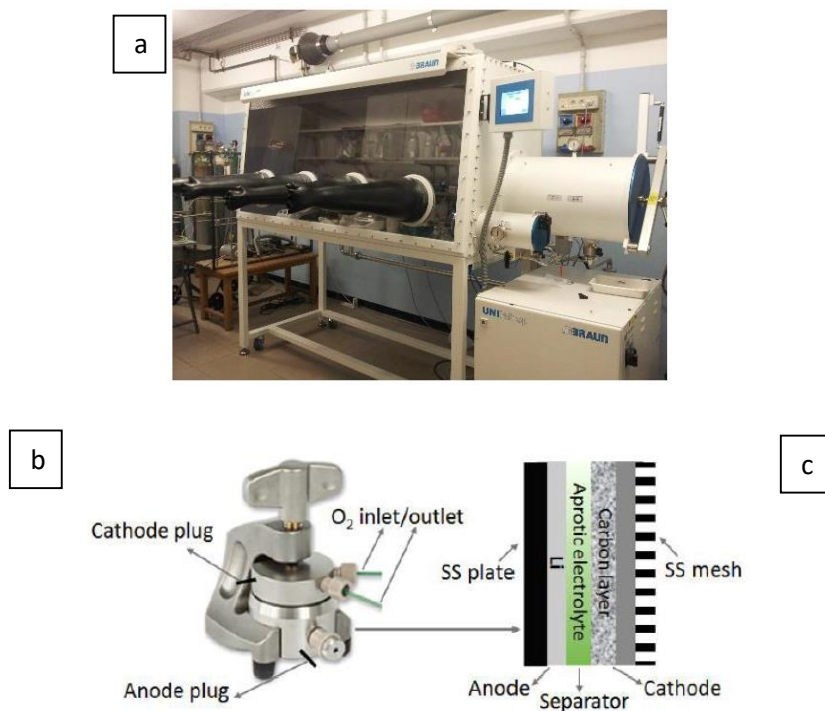 a
BRAUN
BRAUN
b
c
Cathode plug
O₂ inlet/outlet
Anode plug
SS plate
Li
Aprotic electrolyte
Carbon layer
SS mesh
Anode
Separator
Cathode